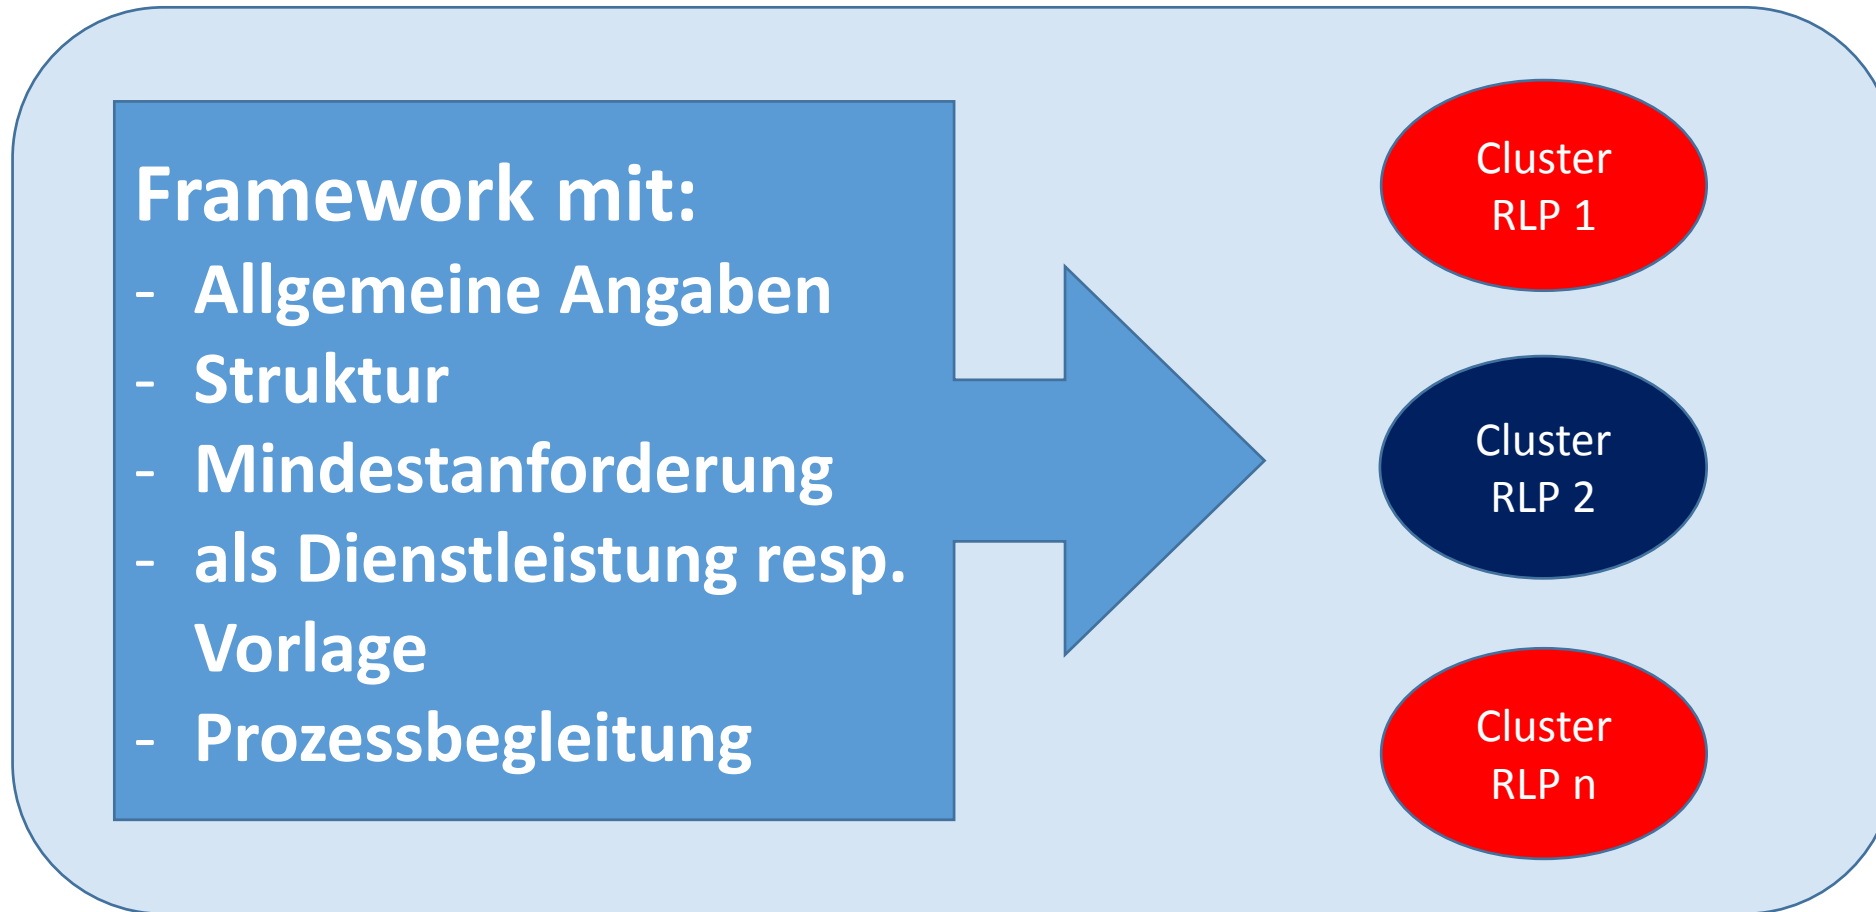 Framework mit:
- Allgemeine Angaben
- Struktur
- Mindestanforderung
- als Dienstleistung resp.
Vorlage
- Prozessbegleitung
Cluster
RLP 1
Cluster
RLP 2
Cluster
RLP n